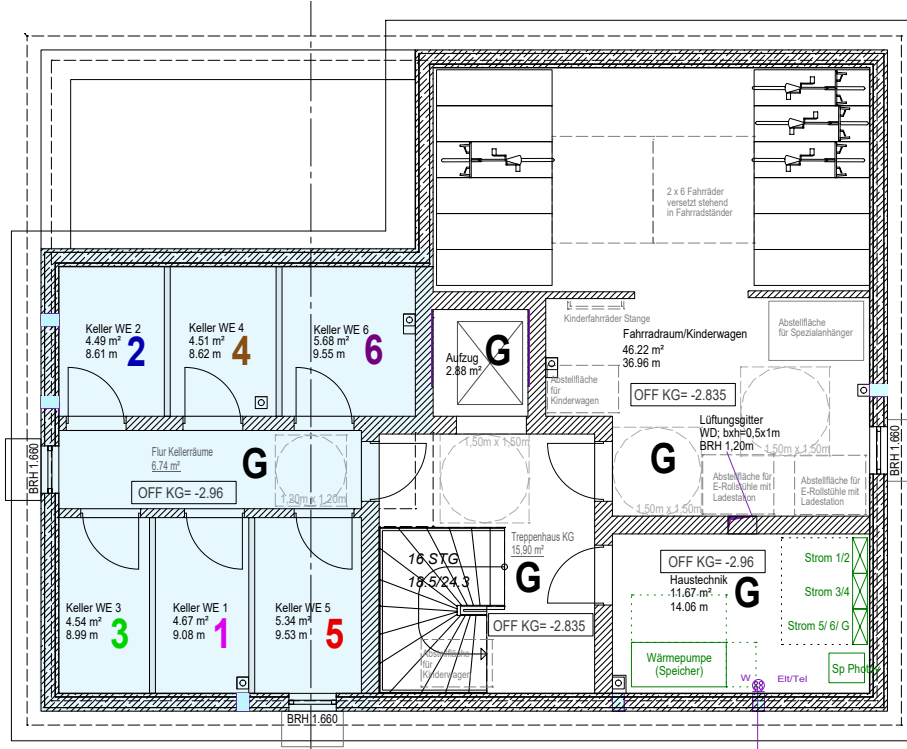 2 x 6 Fahrräder
versetzt stehend
in Fahrradständer
Keller WE 2
4.49 m²
8.61 m
2
Keller WE 4
4.51 m²
8.62 m
4
Keller WE 6
5.68 m²
9.55 m
6
Aufzug
2.88 m²
G
Kinderfahrräder Stange
Fahrradraum/Kinderwagen
46.22 m²
36.96 m
Abstellfläche
für Spezialanhänger
Abstellfläche
für
Kinderwagen
OFF KG= -2.835
Lüftungsgitter
WD; bxh=0,5x1m
BRH 1,20m
1,50m x 1,50m
1,50m x 1,50m
1,50m x 1,50m
G
Abstellfläche für
E-Rollstühle mit
Ladestation
Abstellfläche für
E-Rollstühle mit
Ladestation
BRH 1.660
BRH 1.660
Flur Kellerräume
6.74 m²
G
OFF KG= -2.96
1,20m x 1,20m
Treppenhaus KG
15,90 m²
G
16 STG
18.5/24.3
OFF KG= -2.835
Abstellfläche
für
Kinderwagen
OFF KG= -2.96
Haustechnik
11.67 m²
14.06 m
G
Strom 1/2
Strom 3/4
Strom 5/ 6/ G
Wärmepumpe
(Speicher)
W
Elt/Tel
Keller WE 3
4.54 m²
8.99 m
3
Keller WE 1
4.67 m²
9.08 m
1
Keller WE 5
5.34 m²
9.53 m
5
BRH 1.660